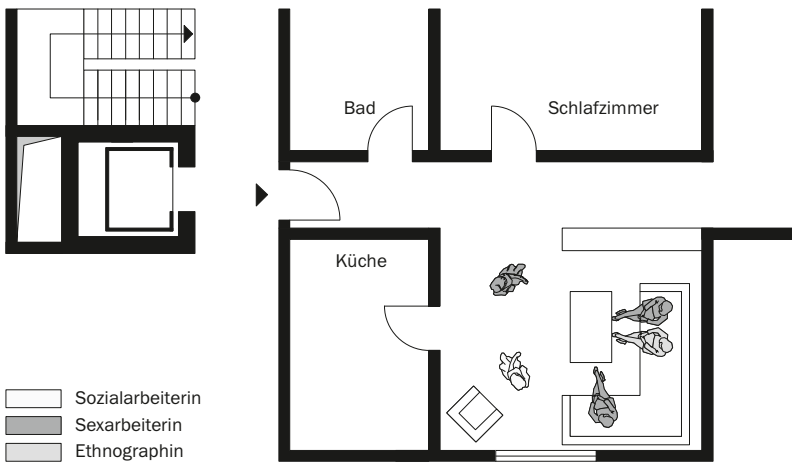 Bad
Schlafzimmer
Küche
Sozialarbeiterin
Sexarbeiterin
Ethnographin